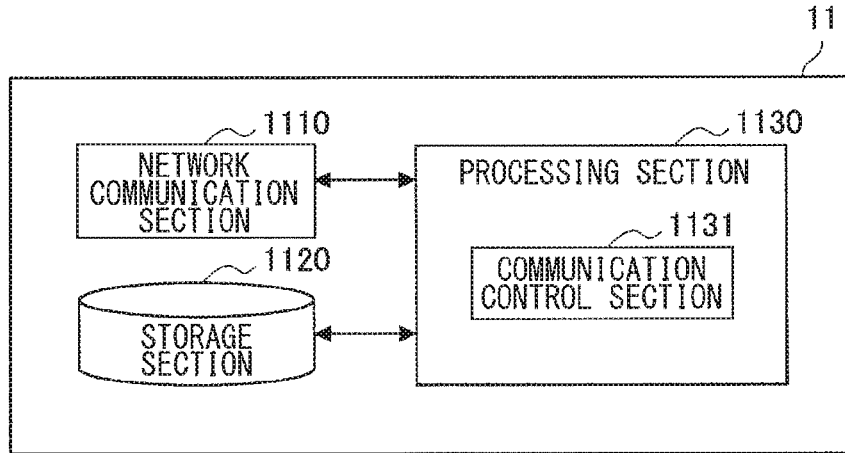 11
1110
NETWORK
COMMUNICATION
SECTION
1130
PROCESSING SECTION
1131
COMMUNICATION
CONTROL SECTION
1120
STORAGE
SECTION